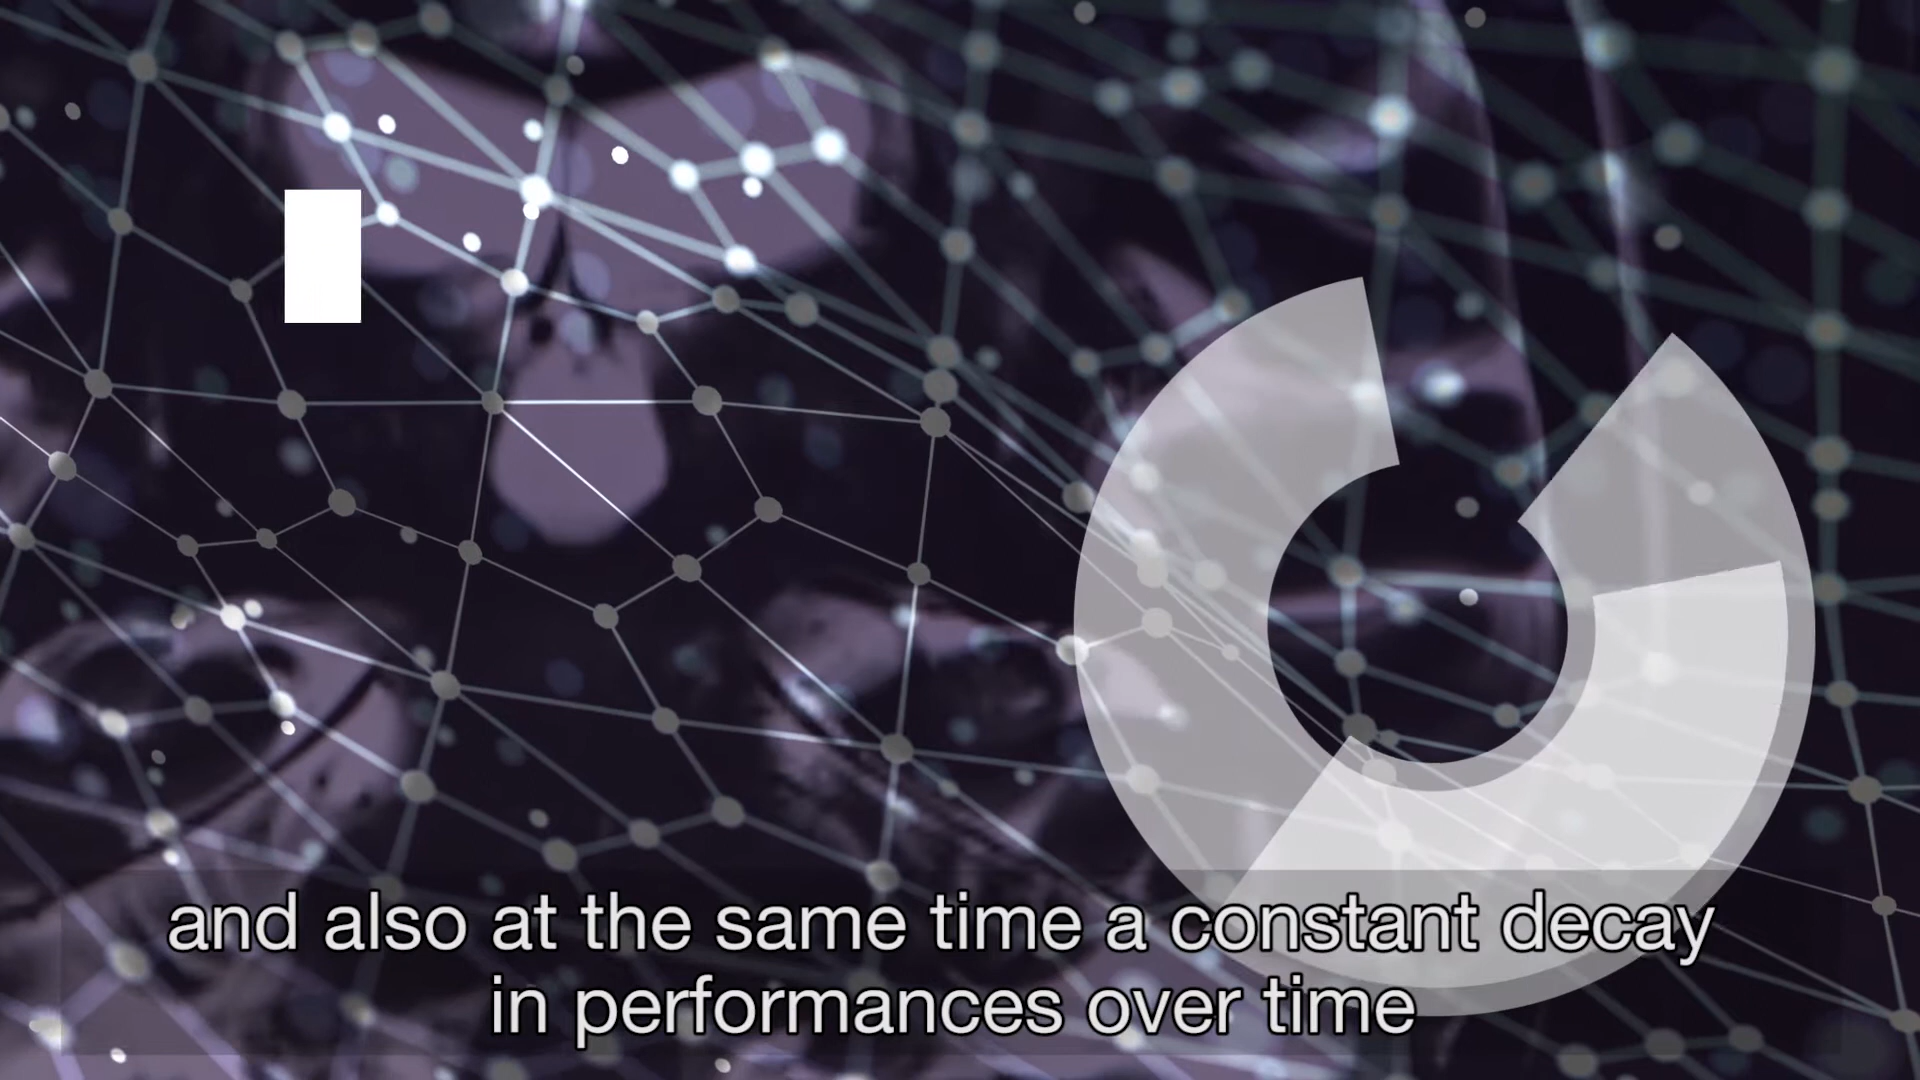 and also at the same time a constant decay
in performances over time